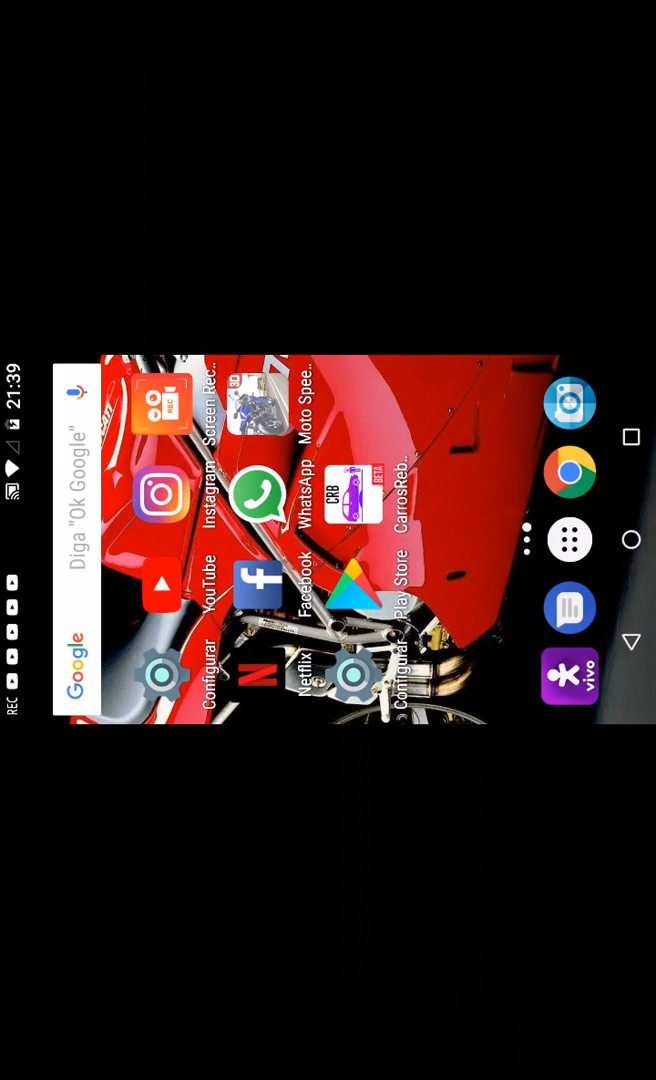 REC 21:39
Google Diga "Ok Google"
REC
3D
Configurar YouTube Instagram Screen Rec..
Netflix Facebook WhatsApp Moto Spee..
CRB
BETA
Configurar Play Store CarrosReb..
vivo